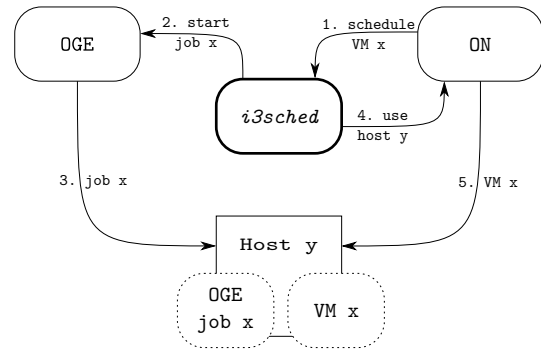 2. start
job x
1. schedule
VM x
OGE
ON
i3sched
4. use
host y
3. job x
5. VM x
Host y
OGE
job x
VM x